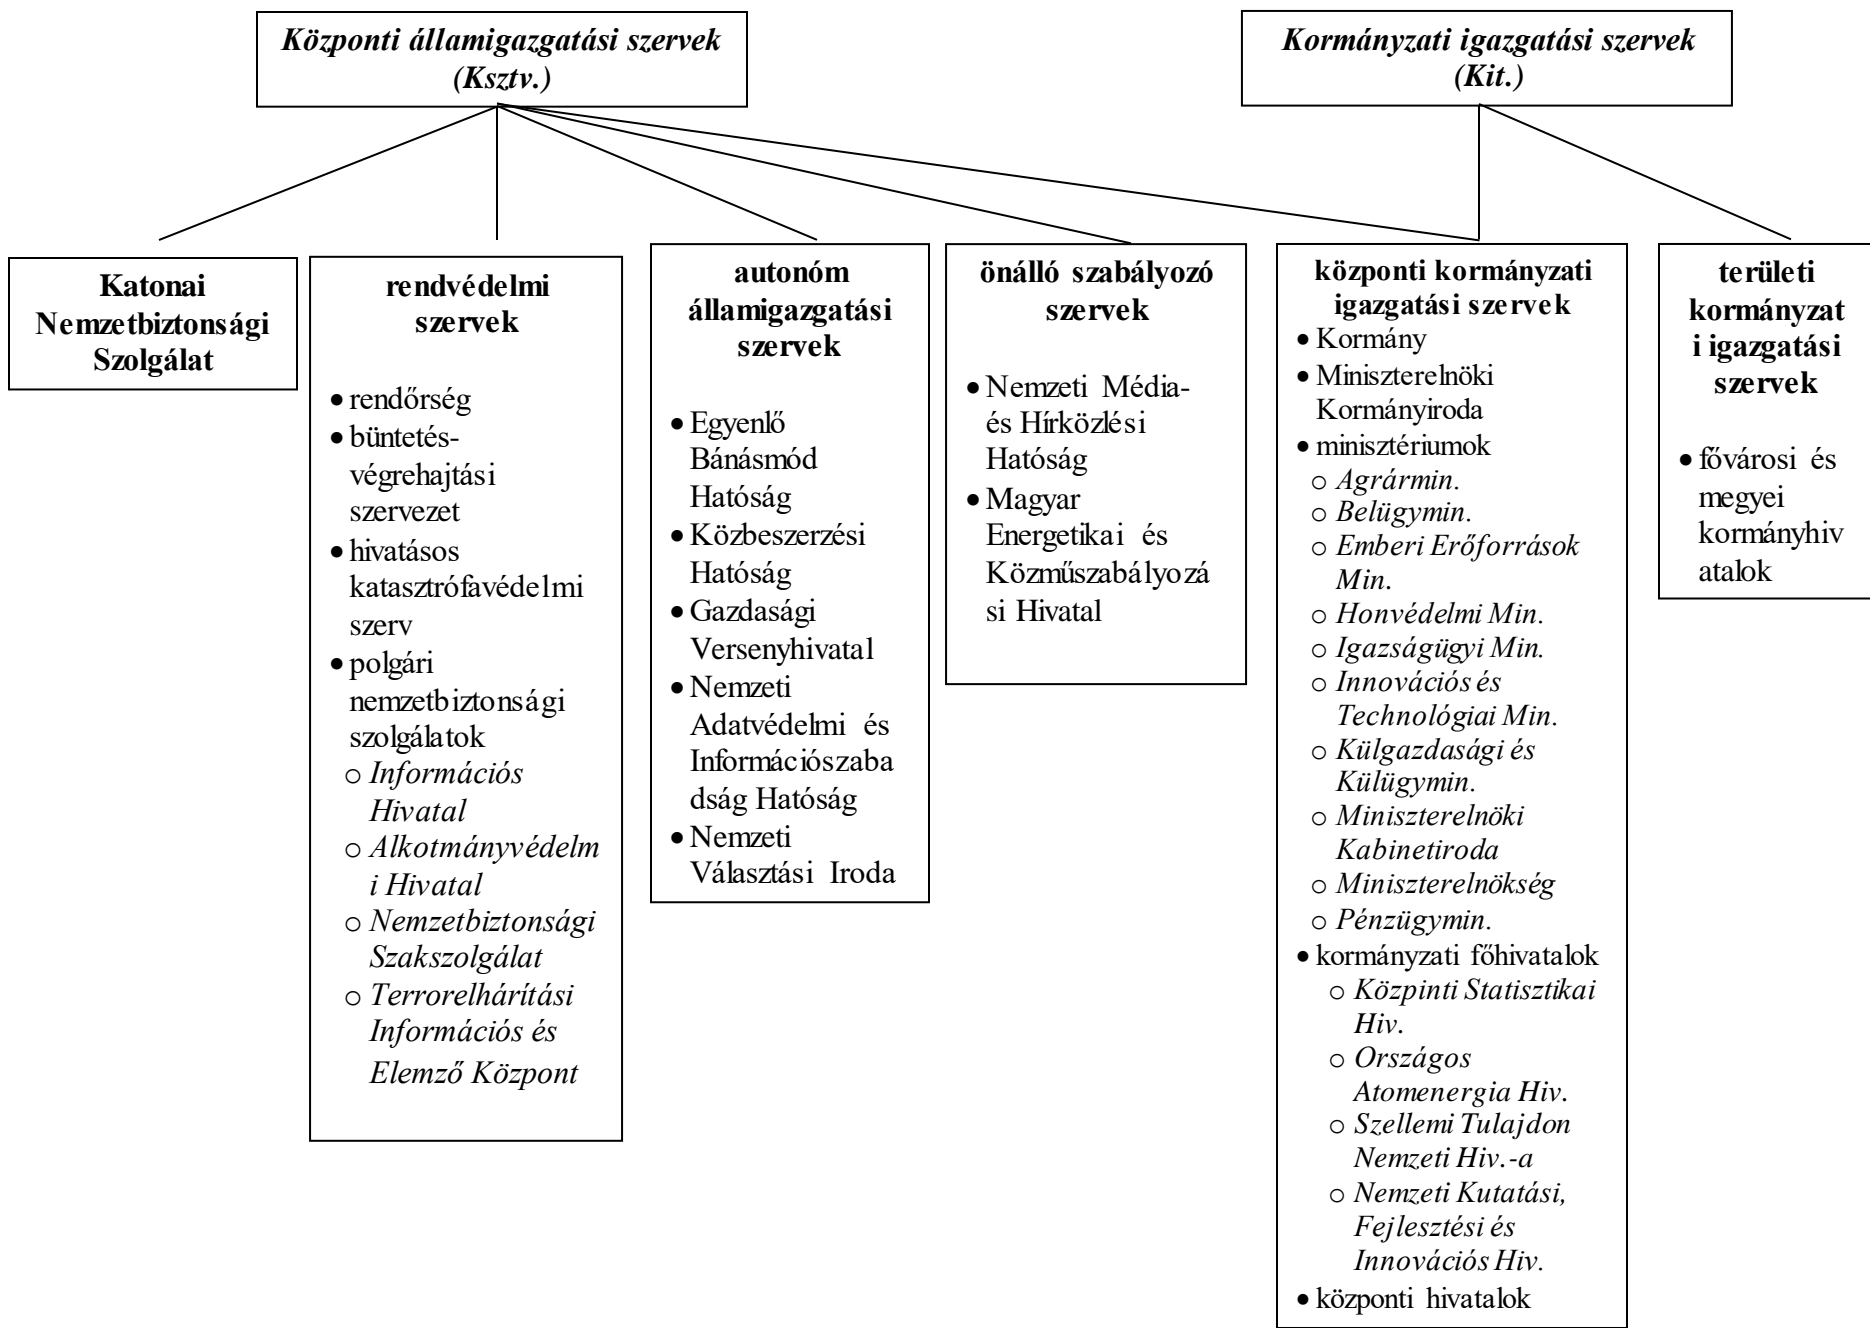 Központi államigazgatási szervek
(Ksztv.)
Kormányzati igazgatási szervek
(Kit.)
Katonai
Nemzetbiztonsági
Szolgálat
rendvédelmi
szervek
• rendőrség
• büntetés-
végrehajtási
szervezet
• hivatásos
katasztrófavédelmi
szerv
• polgári
nemzetbiztonsági
szolgálatok
o Információs
Hivatal
o Alkotmányvédelm
i Hivatal
o Nemzetbiztonsági
Szakszolgálat
o Terrorelhárítási
Információs és
Elemző Központ
autonóm
államigazgatási
szervek
• Egyenlő
Bánásmód
Hatóság
• Közbeszerzési
Hatóság
• Gazdasági
Versenyhivatal
• Nemzeti
Adatvédelmi és
Információszaba
dság Hatóság
• Nemzeti
Választási Iroda
önálló szabályozó
szervek
• Nemzeti Média-
és Hírközlési
Hatóság
• Magyar
Energetikai és
Közműszabályozá
si Hivatal
központi kormányzati
igazgatási szervek
• Kormány
• Miniszterelnöki
Kormányiroda
• minisztériumok
o Agrármin.
o Belügymin.
o Emberi Erőforrások
Min.
o Honvédelmi Min.
o Igazságügyi Min.
o Innovációs és
Technológiai Min.
o Külgazdasági és
Külügymin.
o Miniszterelnöki
Kabinetiroda
o Miniszterelnökség
o Pénzügymin.
• kormányzati főhivatalok
o Közpinti Statisztikai
Hiv.
o Országos
Atomenergia Hiv.
o Szellemi Tulajdon
Nemzeti Hiv.-a
o Nemzeti Kutatási,
Fejlesztési és
Innovációs Hiv.
• központi hivatalok
területi
kormányzat
i igazgatási
szervek
• fővárosi és
megyei
kormányhiv
atalok